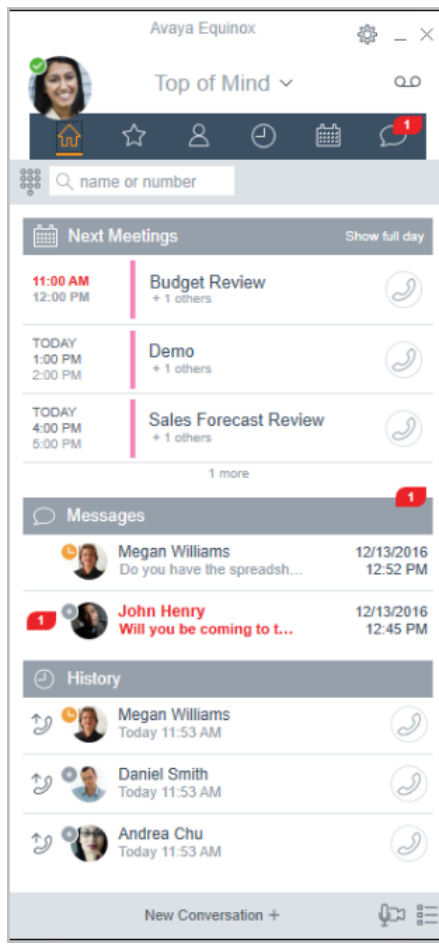 Avaya Equinox
Top of Mind
1
name or number
Next Meetings Show full day
11:00 AM
12:00 PM
Budget Review
+ 1 others
TODAY
1:00 PM
2:00 PM
Demo
+ 1 others
TODAY
4:00 PM
5:00 PM
Sales Forecast Review
+ 1 others
1 more
1
Messages
Megan Williams 12/13/2016
Do you have the spreadsh... 12:52 PM
1
John Henry 12/13/2016
Will you be coming to t... 12:45 PM
History
Megan Williams
Today 11:53 AM
Daniel Smith
Today 11:53 AM
Andrea Chu
Today 11:53 AM
New Conversation +